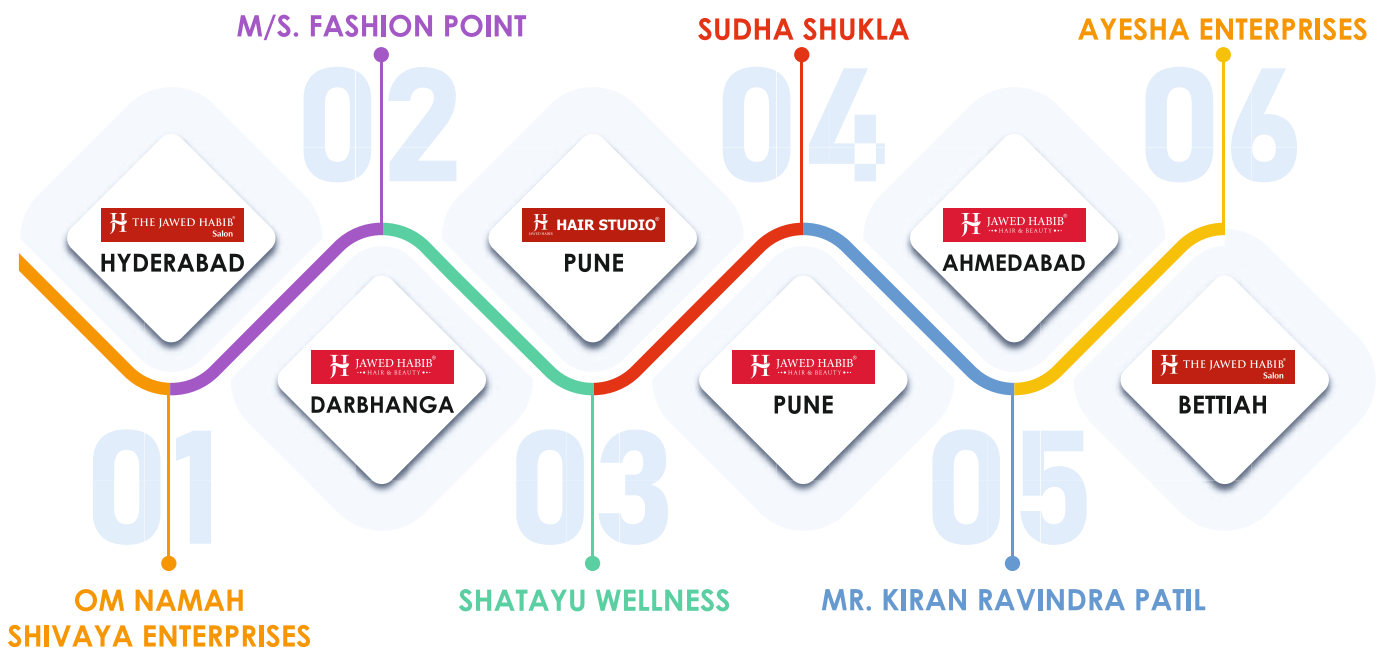 M/S. FASHION POINT
SUDHA SHUKLA
AYESHA ENTERPRISES
02
04
06
H THE JAWED HABIB®
Salon
HYDERABAD
H HAIR STUDIO®
JAWED HABIB
PUNE
H JAWED HABIB®
HAIR & BEAUTY
AHMEDABAD
H JAWED HABIB®
HAIR & BEAUTY
DARBHANGA
H JAWED HABIB®
HAIR & BEAUTY
PUNE
H THE JAWED HABIB®
Salon
BETTIAH
01
03
05
OM NAMAH
SHIVAYA ENTERPRISES
SHATAYU WELLNESS
MR. KIRAN RAVINDRA PATIL